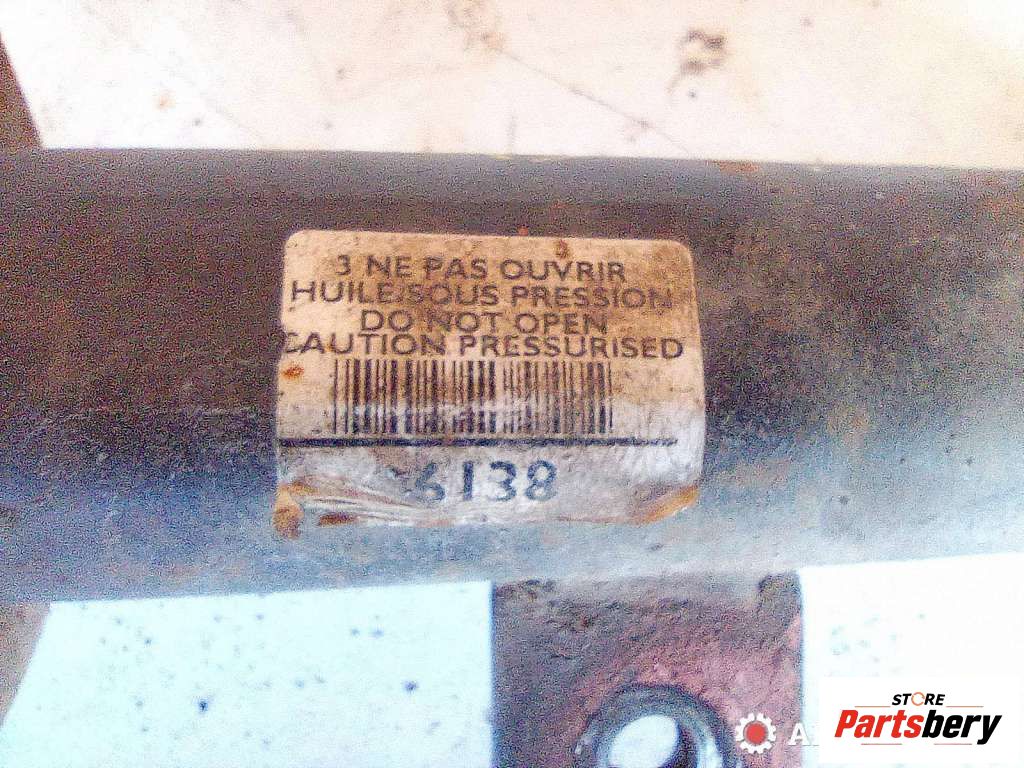 3 NE PAS OUVRIR
HUILE/SOUS PRESSION
DO NOT OPEN
CAUTION PRESSURISED
6138
STORE
Partsbery